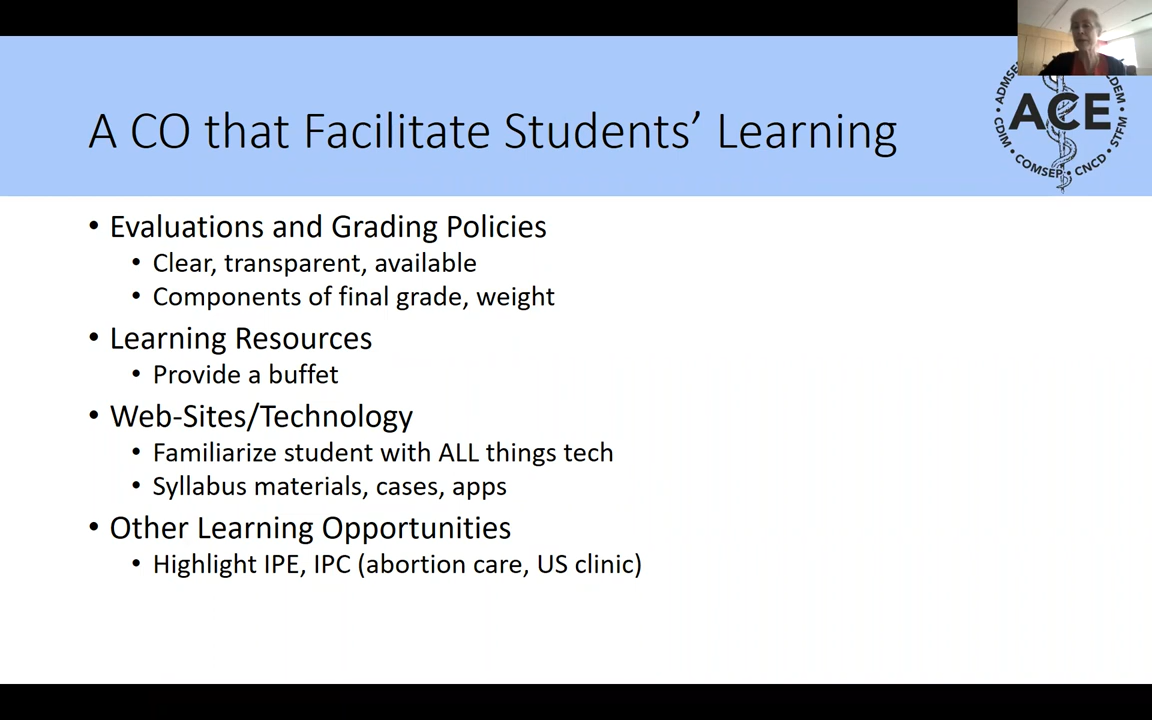 A CO that Facilitate Students’ Learning
ACE
CDIM • COMSEP • CNCD • STFM
• Evaluations and Grading Policies
• Clear, transparent, available
• Components of final grade, weight
• Learning Resources
• Provide a buffet
• Web-Sites/Technology
• Familiarize student with ALL things tech
• Syllabus materials, cases, apps
• Other Learning Opportunities
• Highlight IPE, IPC (abortion care, US clinic)